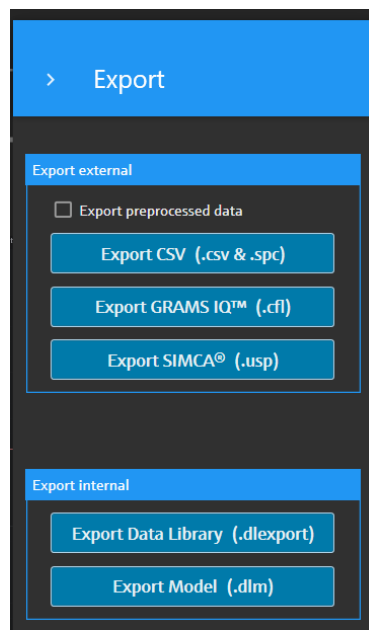 Export
Export external
Export preprocessed data
Export CSV (.csv & .spc)
Export GRAMS IQ™ (.cfl)
Export SIMCA® (.usp)
Export internal
Export Data Library (.dlexport)
Export Model (.dlm)